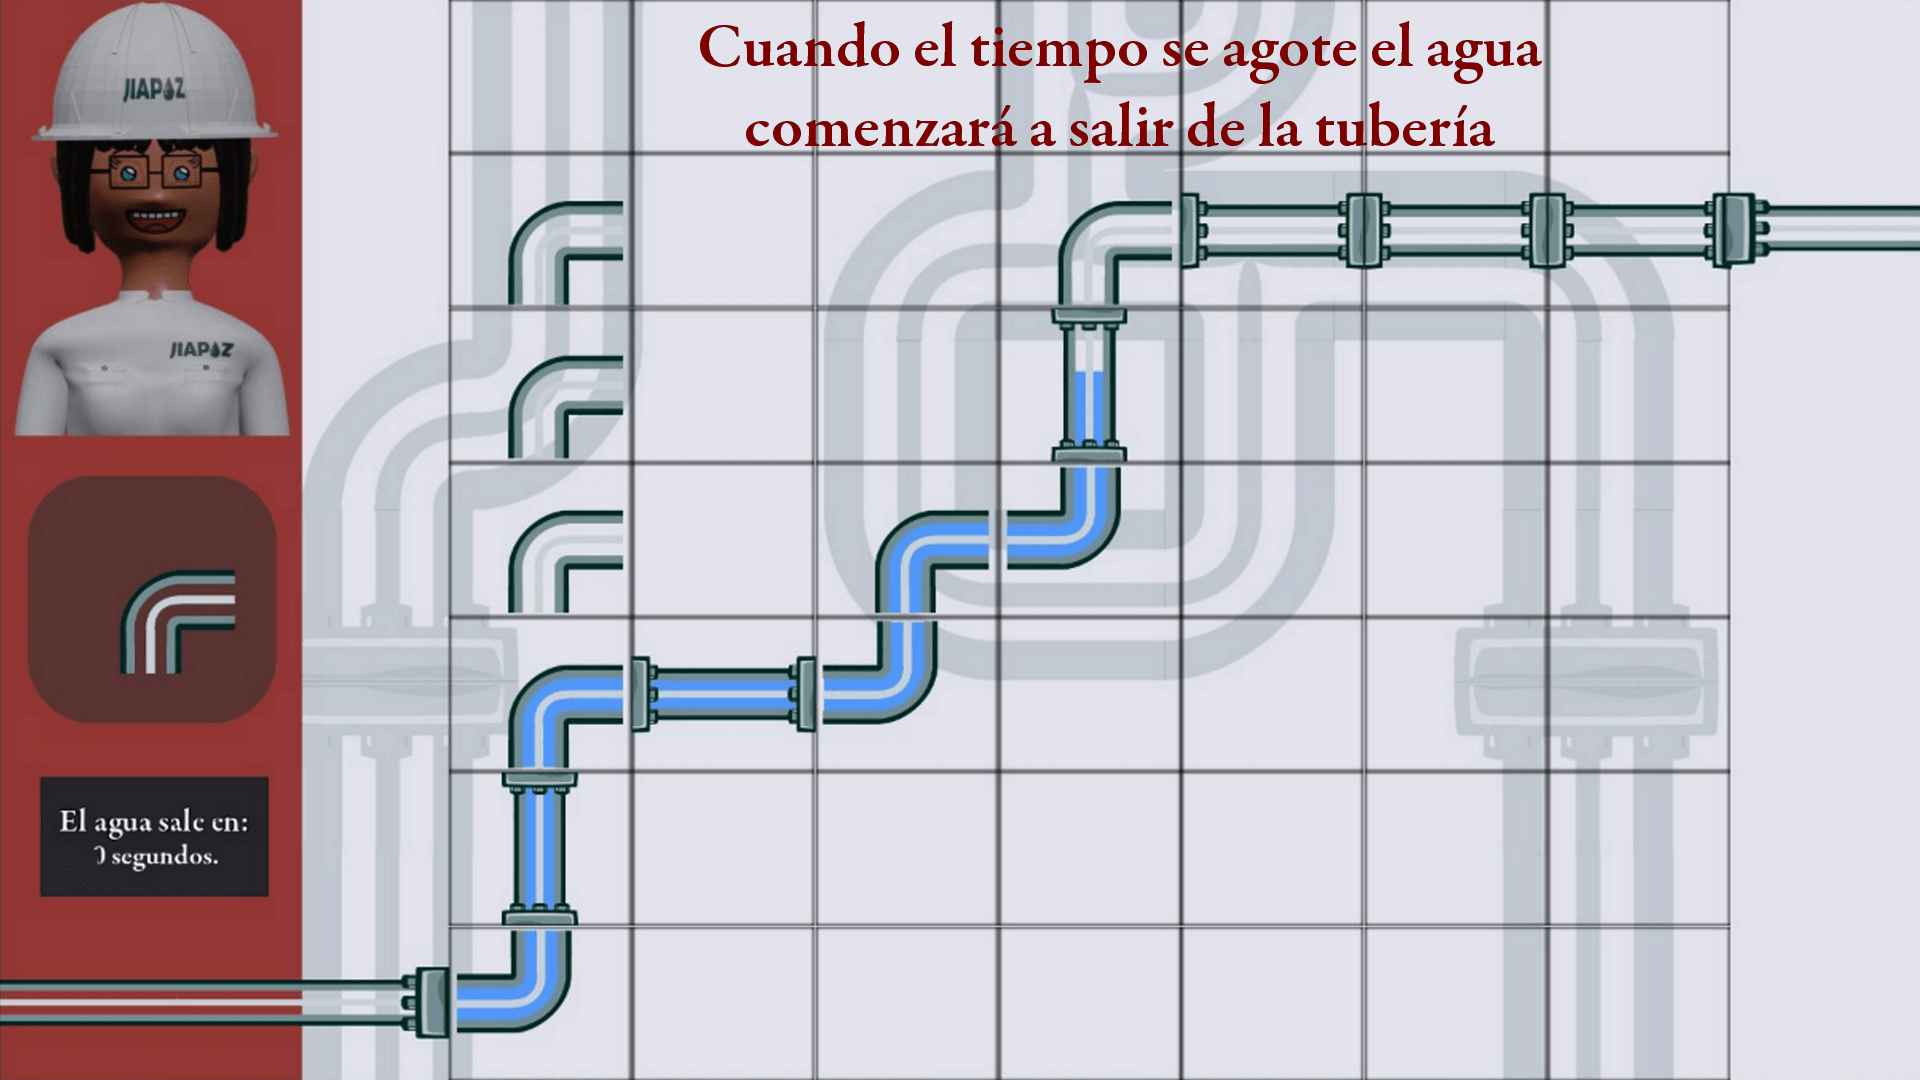 Cuando el tiempo se agote el agua
comenzará a salir de la tubería
JIAPAZ
JIAPAZ
El agua sale en:
0 segundos.